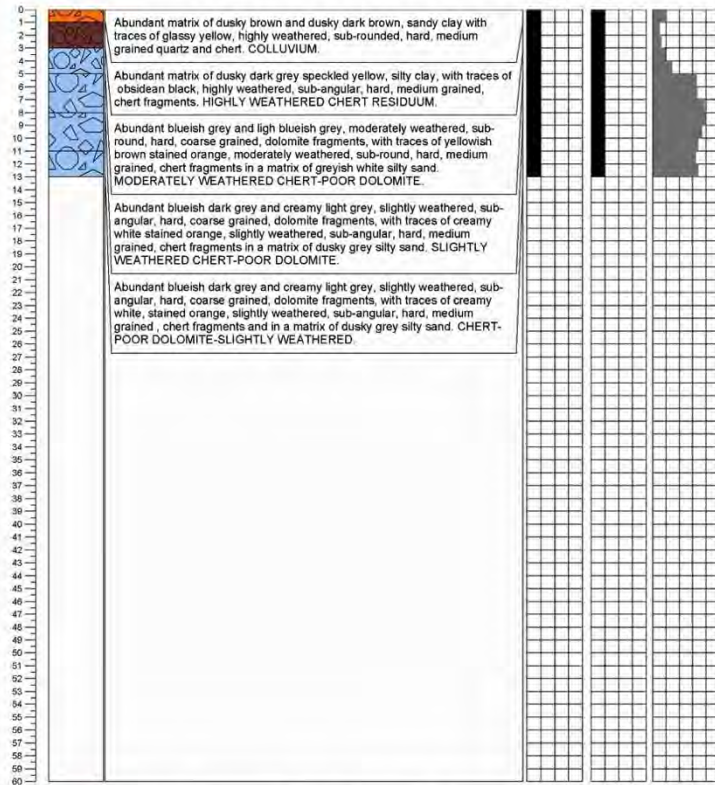 0
1
2
3
4
5
6
7
8
9
10
11
12
13
14
15
16
17
18
19
20
21
22
23
24
25
26
27
28
29
30
31
32
33
34
35
36
37
38
39
40
41
42
43
44
45
46
47
48
49
50
51
52
53
54
55
56
57
58
59
60
Abundant matrix of dusky brown and dusky dark brown, sandy clay with
traces of glassy yellow, highly weathered, sub-rounded, hard, medium
grained quartz and chert. COLLUVIUM.
Abundant matrix of dusky dark grey speckled yellow, silty clay, with traces of
obsidean black, highly weathered, sub-angular, hard, medium grained,
chert fragments. HIGHLY WEATHERED CHERT RESIDUUM.
Abundant blueish grey and ligh blueish grey, moderately weathered, sub-
round, hard, coarse grained, dolomite fragments, with traces of yellowish
brown stained orange, moderately weathered, sub-round, hard, medium
grained, chert fragments in a matrix of greyish white silty sand.
MODERATELY WEATHERED CHERT-POOR DOLOMITE.
Abundant blueish dark grey and creamy light grey, slightly weathered, sub-
angular, hard, coarse grained, dolomite fragments, with traces of creamy
white stained orange, slightly weathered, sub-angular, hard, medium
grained, chert fragments in a matrix of dusky grey silty sand. SLIGHTLY
WEATHERED CHERT-POOR DOLOMITE.
Abundant blueish dark grey and creamy light grey, slightly weathered, sub-
angular, hard, coarse grained, dolomite fragments, with traces of creamy
white, stained orange, slightly weathered, sub-angular, hard, medium
grained , chert fragments and in a matrix of dusky grey silty sand. CHERT-
POOR DOLOMITE-SLIGHTLY WEATHERED.